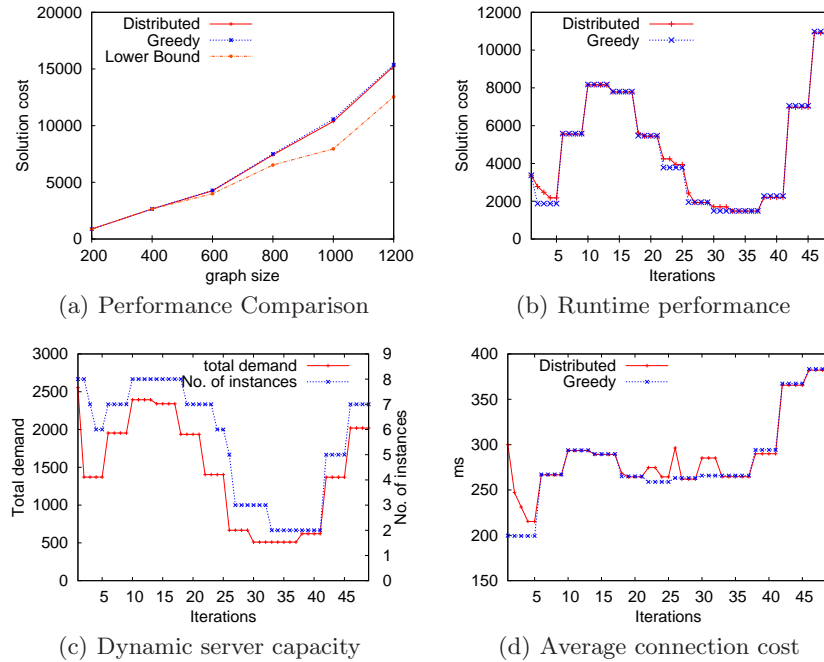 Distributed
Greedy
Lower Bound
Solution cost
15000
10000
5000
0
200 400 600 800 1000 1200
graph size
(a) Performance Comparison
Distributed
Greedy
Solution cost
12000
10000
8000
6000
4000
2000
0
5 10 15 20 25 30 35 40 45
Iterations
(b) Runtime performance
total demand
No. of instances
Total demand
3000
2500
2000
1500
1000
500
0
9
8
7
6
5
4
3
2
1
0
No. of instances
5 10 15 20 25 30 35 40 45
Iterations
(c) Dynamic server capacity
Distributed
Greedy
ms
400
350
300
250
200
150
5 10 15 20 25 30 35 40 45
Iterations
(d) Average connection cost